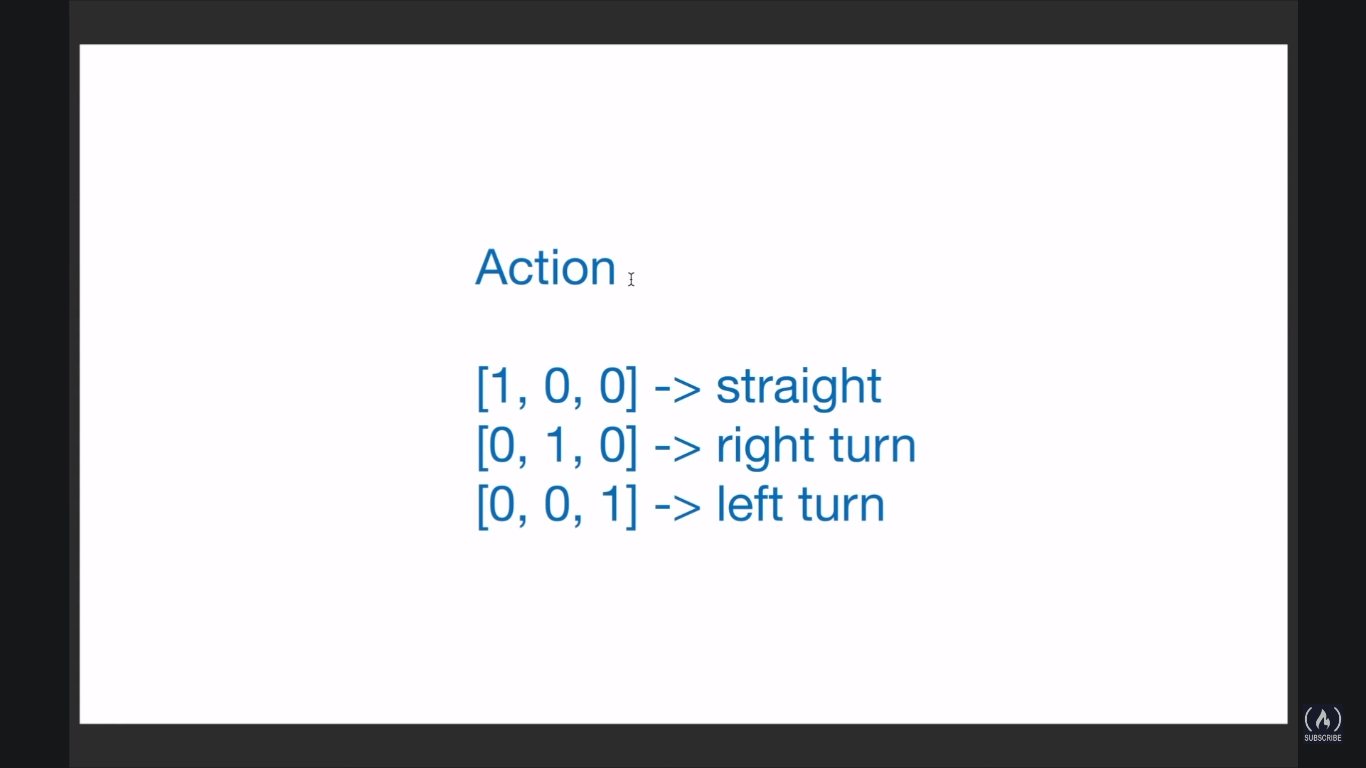 Action
[1, 0, 0] -> straight
[0, 1, 0] -> right turn
[0, 0, 1] -> left turn
SUBSCRIBE